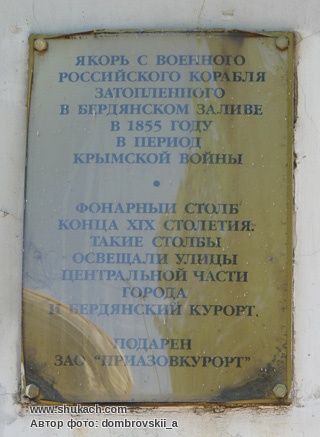 ЯКОРЬ С ВОЕННОГО
РОССИЙСКОГО КОРАБЛЯ
ЗАТОПЛЕННОГО
В БЕРДЯНСКОМ ЗАЛИВЕ
В 1855 ГОДУ
В ПЕРИОД
КРЫМСКОЙ ВОЙНЫ
•
ФОНАРНЫЙ СТОЛБ
КОНЦА XIX СТОЛЕТИЯ.
ТАКИЕ СТОЛБЫ
ОСВЕЩАЛИ УЛИЦЫ
ЦЕНТРАЛЬНОЙ ЧАСТИ
ГОРОДА
И БЕРДЯНСКИЙ КУРОРТ.
ПОДАРЕН
ЗАО "ПРИАЗОВКУРОРТ"
www.shukach.com
Автор фото: dombrovskii_a